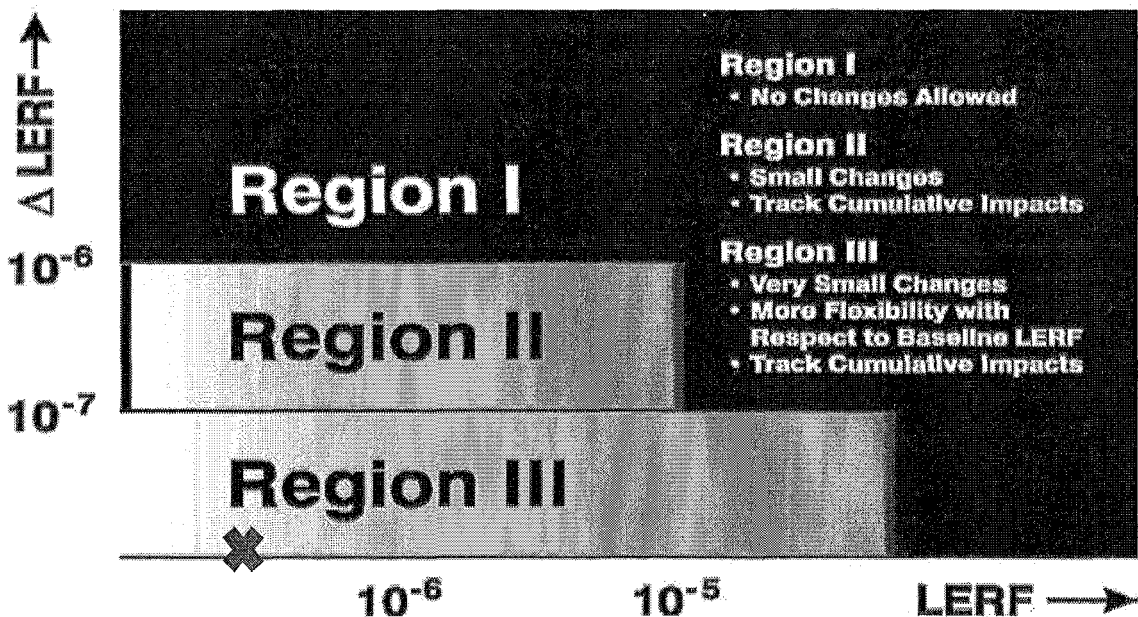 Δ LERF →
Region I
• No Changes Allowed
Region II
• Small Changes
• Track Cumulative Impacts
Region III
• Very Small Changes
• More Flexibility with
Respect to Baseline LERF
• Track Cumulative Impacts
Region I
10⁻⁶
Region II
10⁻⁷
Region III
10⁻⁶
10⁻⁵
LERF →